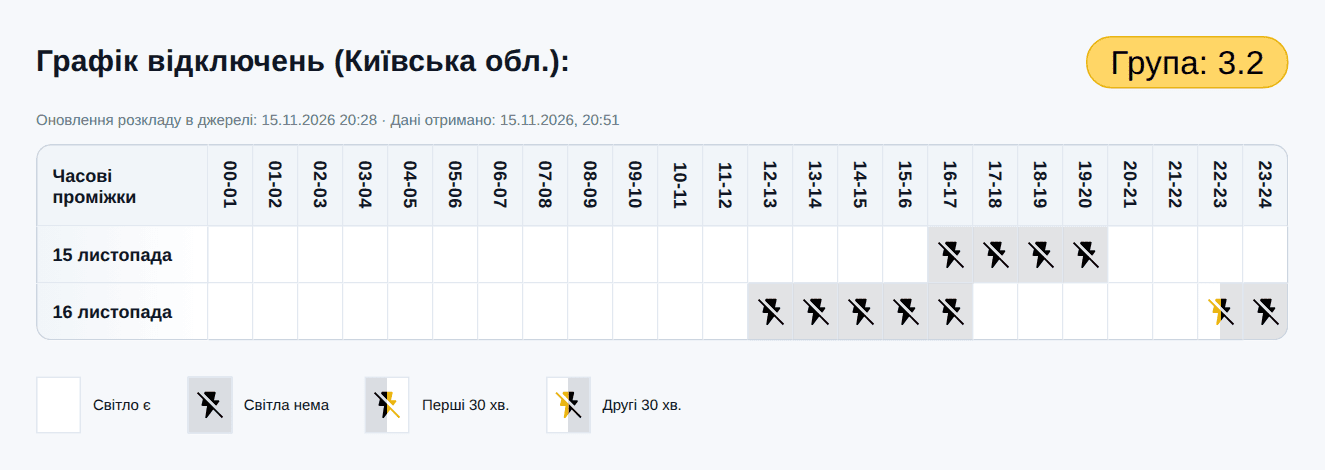 Графік відключень (Київська обл.):
Група: 3.2
Оновлення розкладу в джерелі: 15.11.2026 20:28 · Дані отримано: 15.11.2026, 20:51
Часові
проміжки
00-01
01-02
02-03
03-04
04-05
05-06
06-07
07-08
08-09
09-10
10-11
11-12
12-13
13-14
14-15
15-16
16-17
17-18
18-19
19-20
20-21
21-22
22-23
23-24
15 листопада
16 листопада
Світло є
Світла нема
Перші 30 хв.
Другі 30 хв.